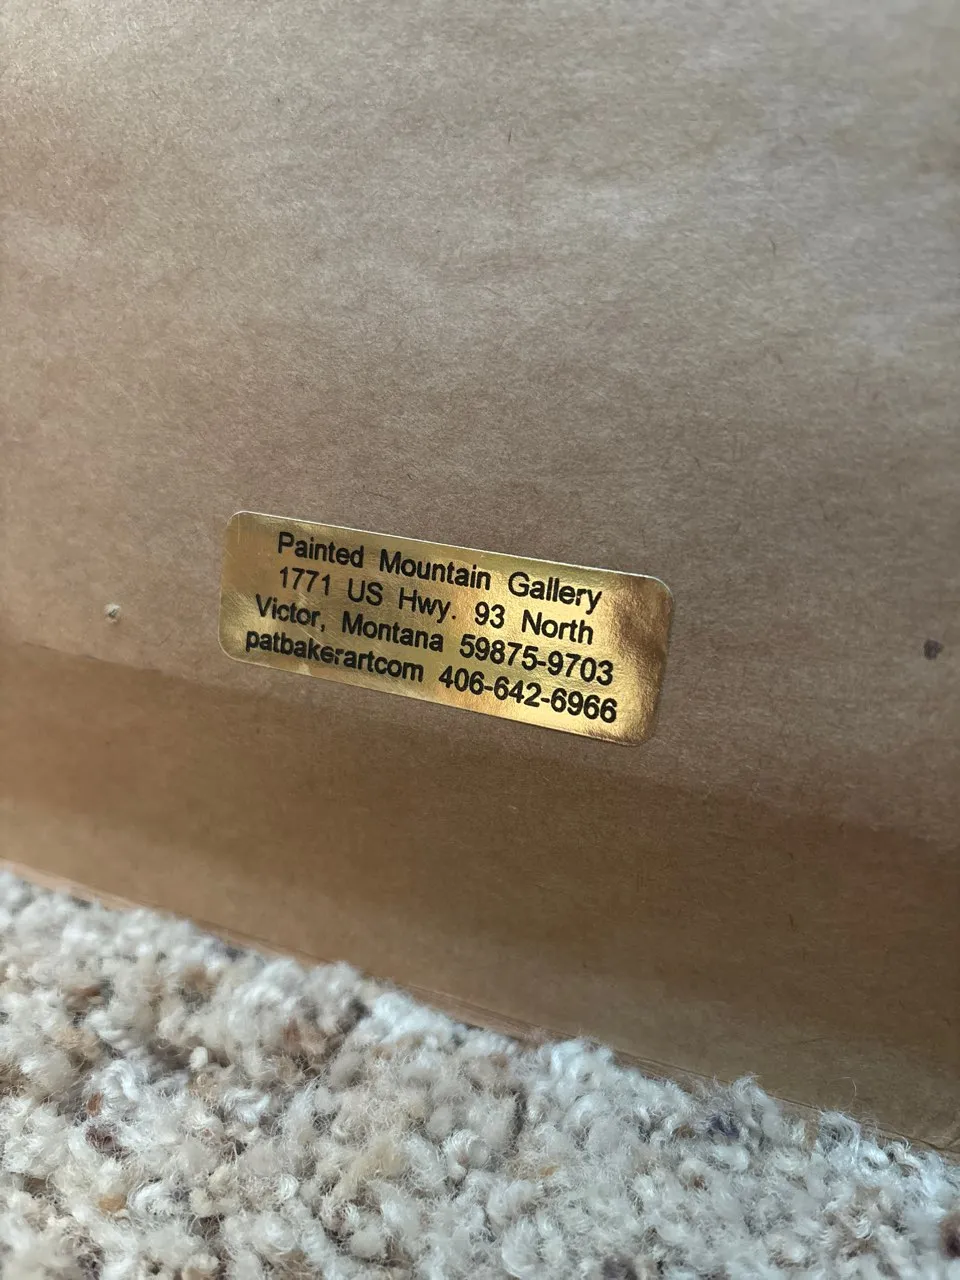 Painted Mountain Gallery
1771 US Hwy. 93 North
Victor, Montana 59875-9703
patbakerartcom 406-642-6966